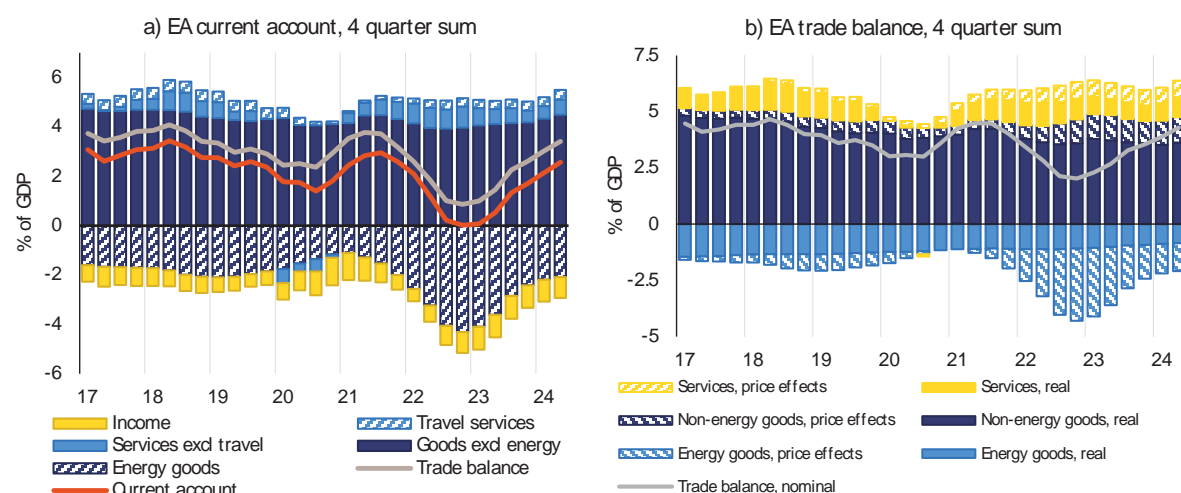 a) EA current account, 4 quarter sum
6
4
2
0
-2
-4
-6
% of GDP
17 18 19 20 21 22 23 24
Income
Travel services
Services excl travel
Goods excl energy
Energy goods
Trade balance
Current account
b) EA trade balance, 4 quarter sum
7.5
5
2.5
0
-2.5
-5
% of GDP
17 18 19 20 21 22 23 24
Services, price effects
Services, real
Non-energy goods, price effects
Non-energy goods, real
Energy goods, price effects
Energy goods, real
Trade balance, nominal